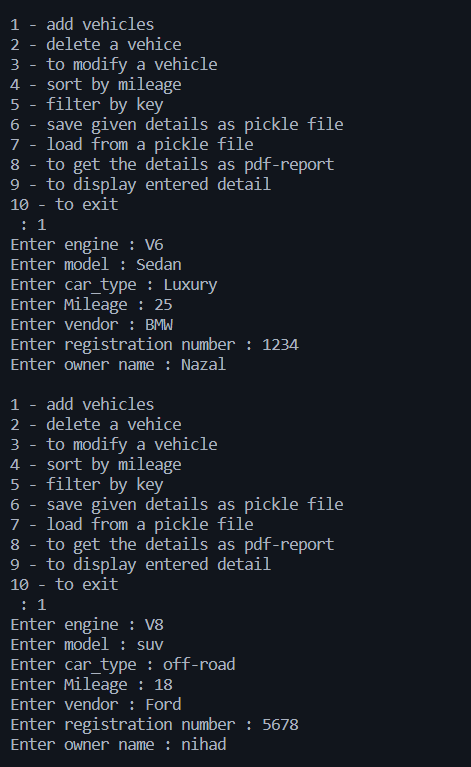 1 - add vehicles
2 - delete a vehice
3 - to modify a vehicle
4 - sort by mileage
5 - filter by key
6 - save given details as pickle file
7 - load from a pickle file
8 - to get the details as pdf-report
9 - to display entered detail
10 - to exit
 : 1
Enter engine : V6
Enter model : Sedan
Enter car_type : Luxury
Enter Mileage : 25
Enter vendor : BMW
Enter registration number : 1234
Enter owner name : Nazal

1 - add vehicles
2 - delete a vehice
3 - to modify a vehicle
4 - sort by mileage
5 - filter by key
6 - save given details as pickle file
7 - load from a pickle file
8 - to get the details as pdf-report
9 - to display entered detail
10 - to exit
 : 1
Enter engine : V8
Enter model : suv
Enter car_type : off-road
Enter Mileage : 18
Enter vendor : Ford
Enter registration number : 5678
Enter owner name : nihad